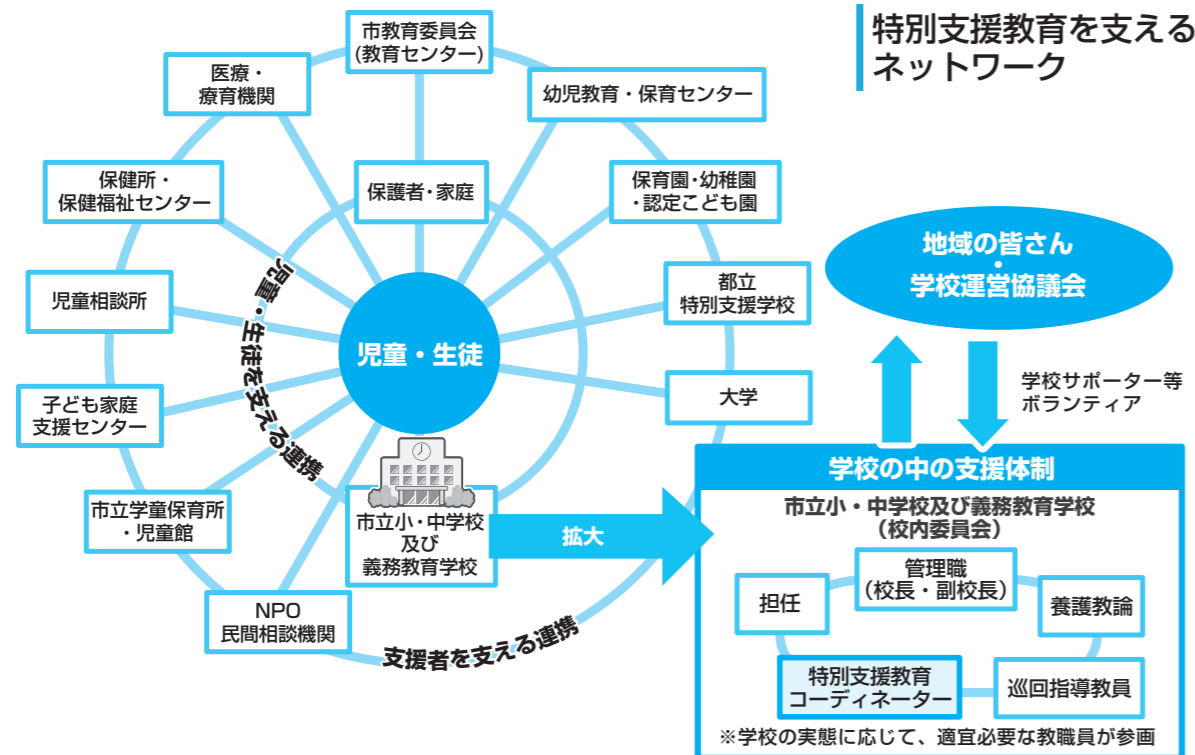 特別支援教育を支える
ネットワーク
市教育委員会
(教育センター)
医療・
療育機関
幼児教育・保育センター
保健所・
保健福祉センター
保護者・家庭
保育園・幼稚園
・認定こども園
児童相談所
児童・生徒
都立
特別支援学校
子ども家庭
支援センター
大学
市立学童保育所
・児童館
市立小・中学校
及び
義務教育学校
NPO
民間相談機関
児童・生徒を支える連携
支援者を支える連携
拡大
地域の皆さん
・
学校運営協議会
学校サポーター等
ボランティア
学校の中の支援体制
市立小・中学校及び義務教育学校
（校内委員会）
管理職
（校長・副校長）
担任
養護教諭
特別支援教育
コーディネーター
巡回指導教員
※学校の実態に応じて、適宜必要な教職員が参画